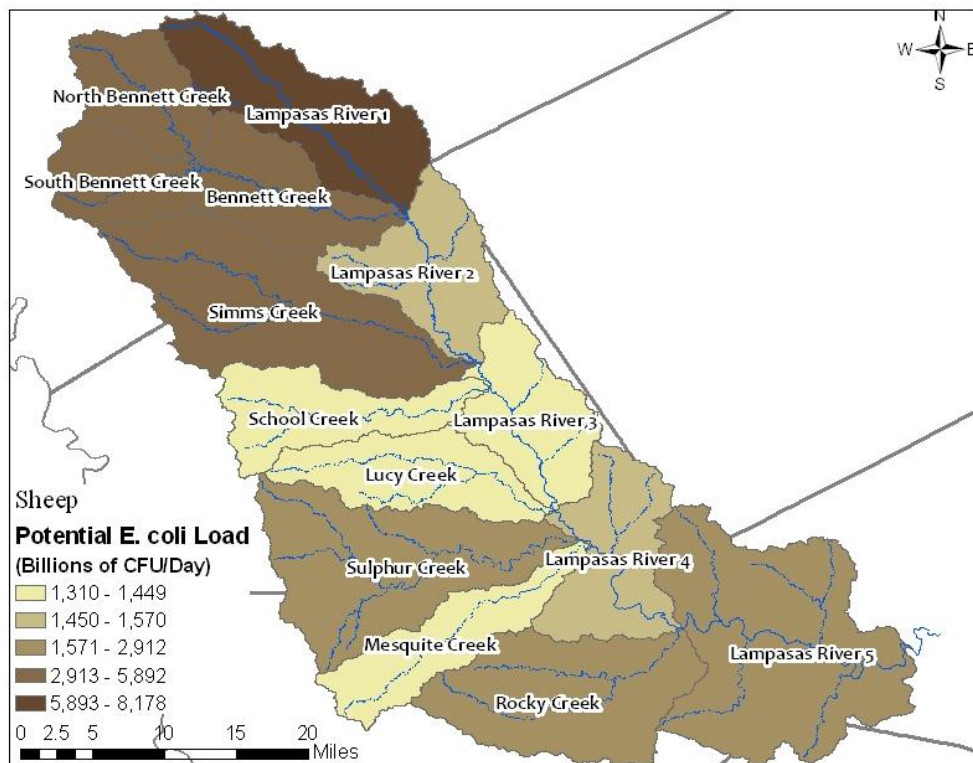 N
W E
S
North Bennett Creek
Lampasas River 1
South Bennett Creek
Bennett Creek
Lampasas River 2
Simms Creek
School Creek
Lampasas River 3
Lucy Creek
Sulphur Creek
Lampasas River 4
Mesquite Creek
Lampasas River 5
Rocky Creek
Sheep
Potential E. coli Load
(Billions of CFU/Day)
1,310 - 1,449
1,450 - 1,570
1,571 - 2,912
2,913 - 5,892
5,893 - 8,178
0 2.5 5 10 15 20
Miles